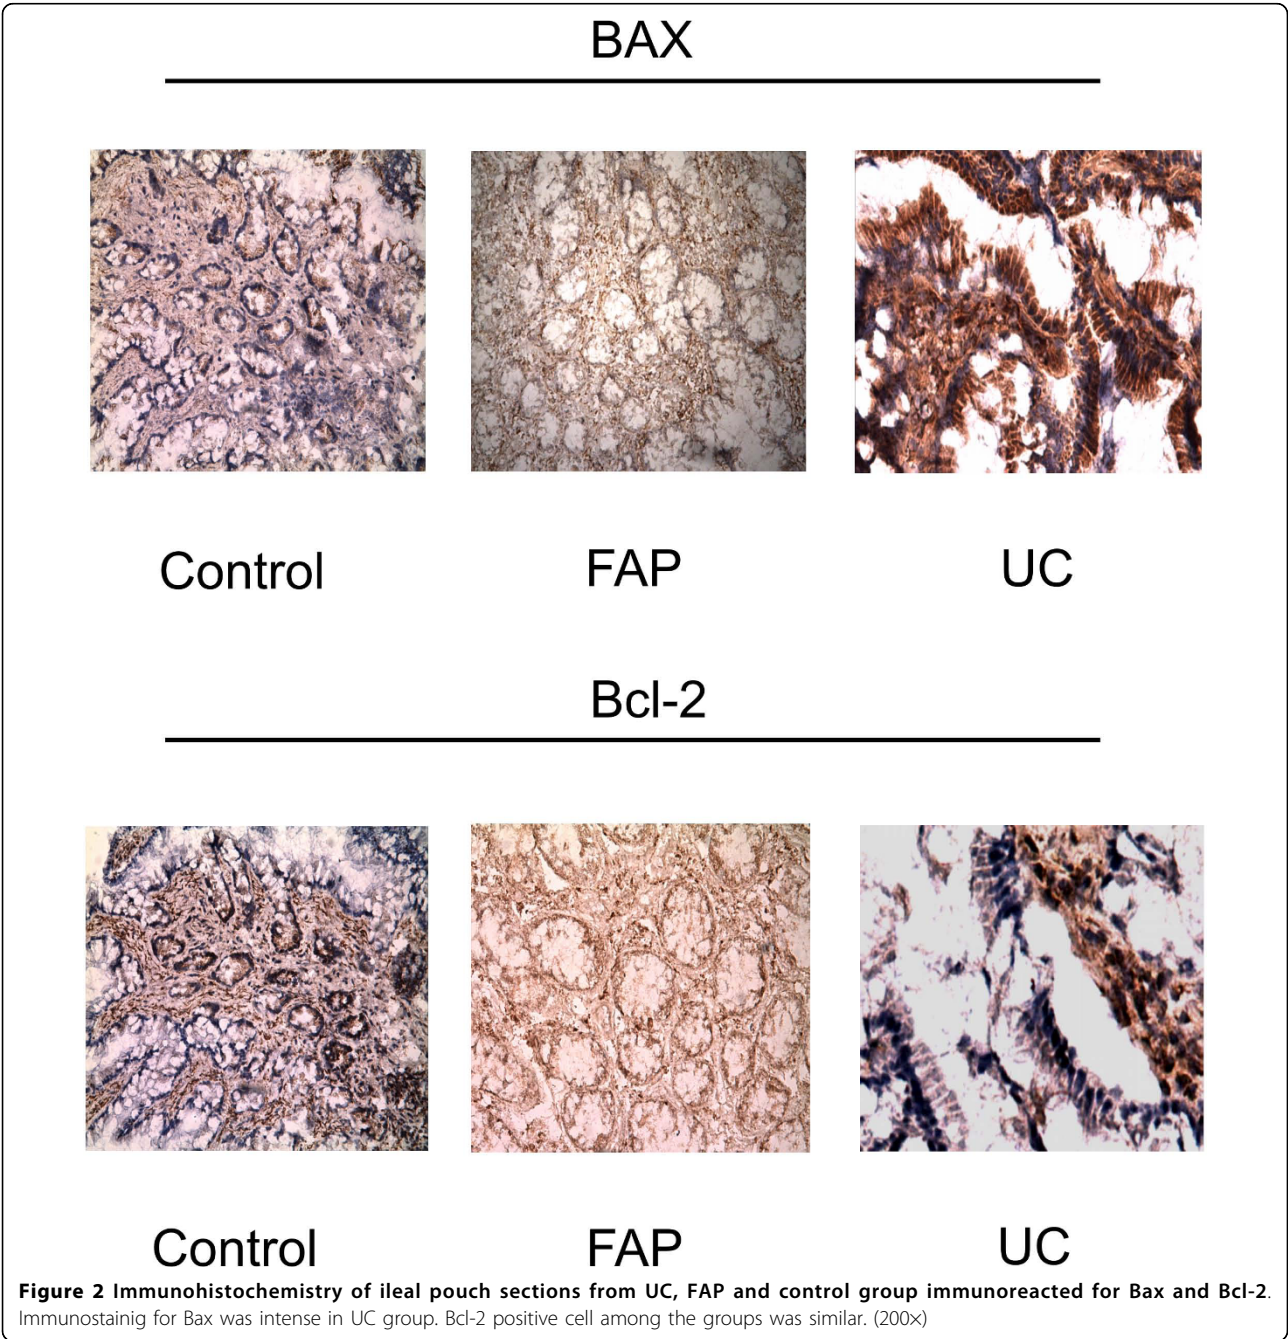 BAX
Control FAP UC
Bcl-2
Control FAP UC
Figure 2 Immunohistochemistry of ileal pouch sections from UC, FAP and control group immunoreacted for Bax and Bcl-2.
Immunostainig for Bax was intense in UC group. Bcl-2 positive cell among the groups was similar. (200×)